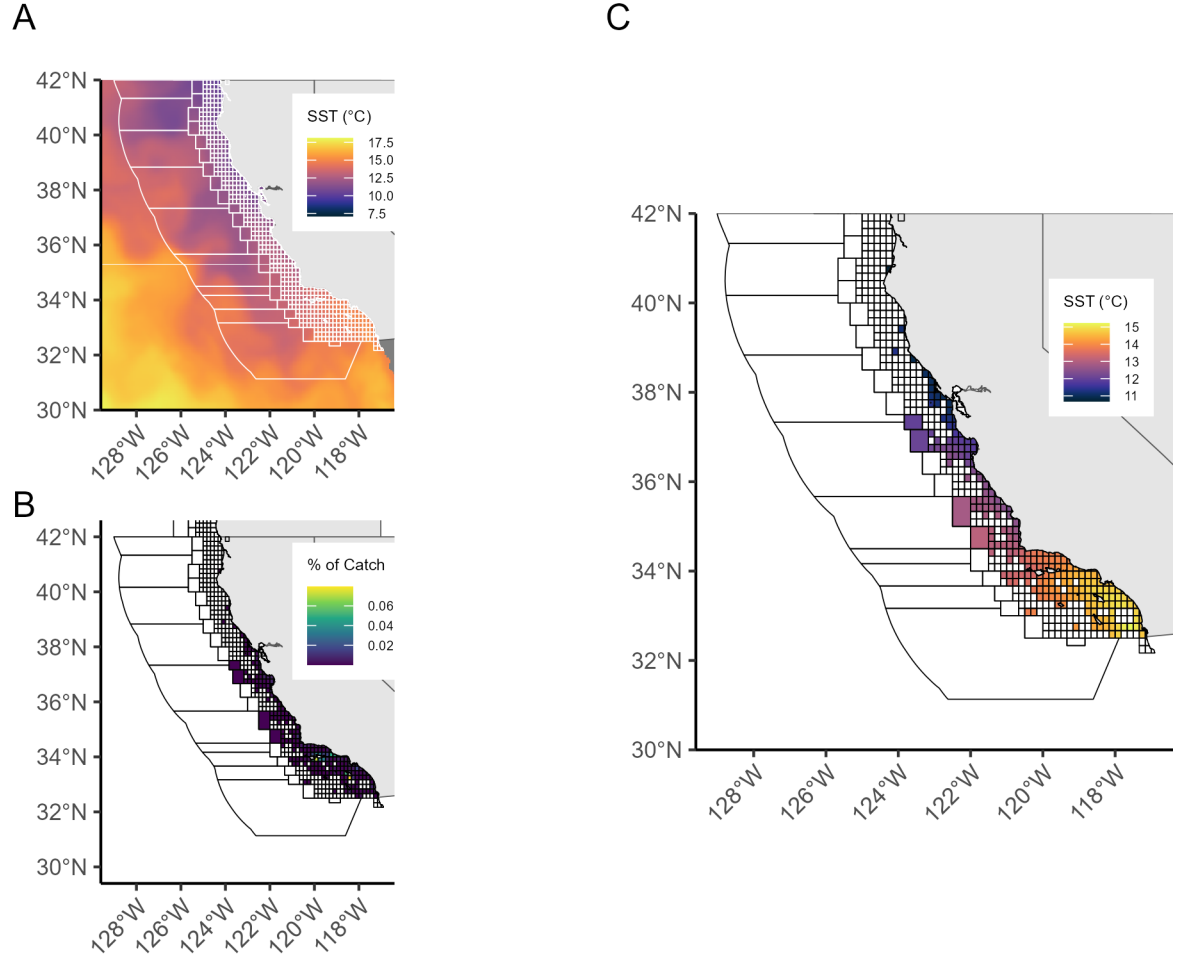 A
42°N
40°N
38°N
36°N
34°N
32°N
30°N
SST (°C)
17.5
15.0
12.5
10.0
7.5
128°W
126°W
124°W
122°W
120°W
118°W
B
42°N
40°N
38°N
36°N
34°N
32°N
30°N
% of Catch
0.06
0.04
0.02
128°W
126°W
124°W
122°W
120°W
118°W
C
42°N
40°N
38°N
36°N
34°N
32°N
30°N
SST (°C)
15
14
13
12
11
128°W
126°W
124°W
122°W
120°W
118°W